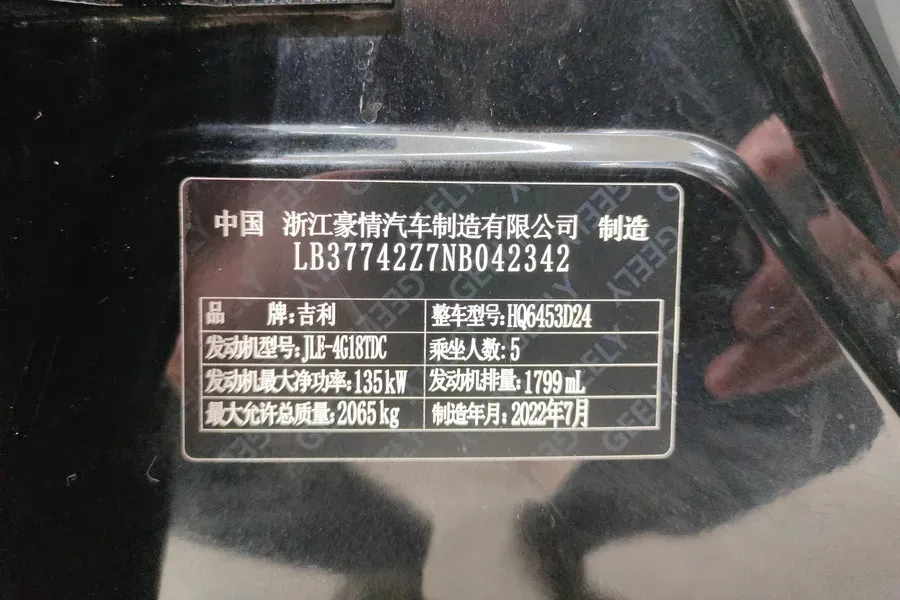 中国 浙江豪情汽车制造有限公司 制造
LB37742Z7NB042342
品 牌:吉利 整车型号:HQ6453D24
发动机型号:JLE-4G18TDC 乘坐人数:5
发动机最大净功率:135kW 发动机排量:1799mL
最大允许总质量:2065kg 制造年月:2022年7月
GEELY